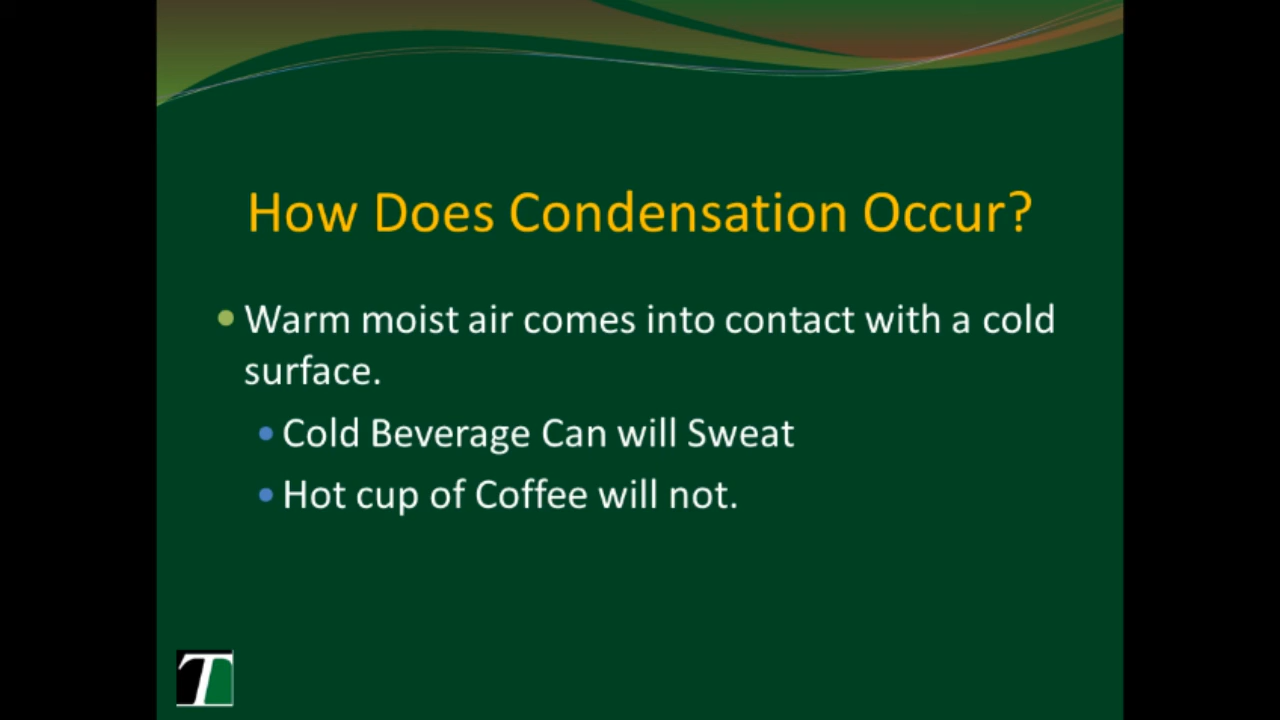 How Does Condensation Occur?
Warm moist air comes into contact with a cold
surface.
Cold Beverage Can will Sweat
Hot cup of Coffee will not.
T